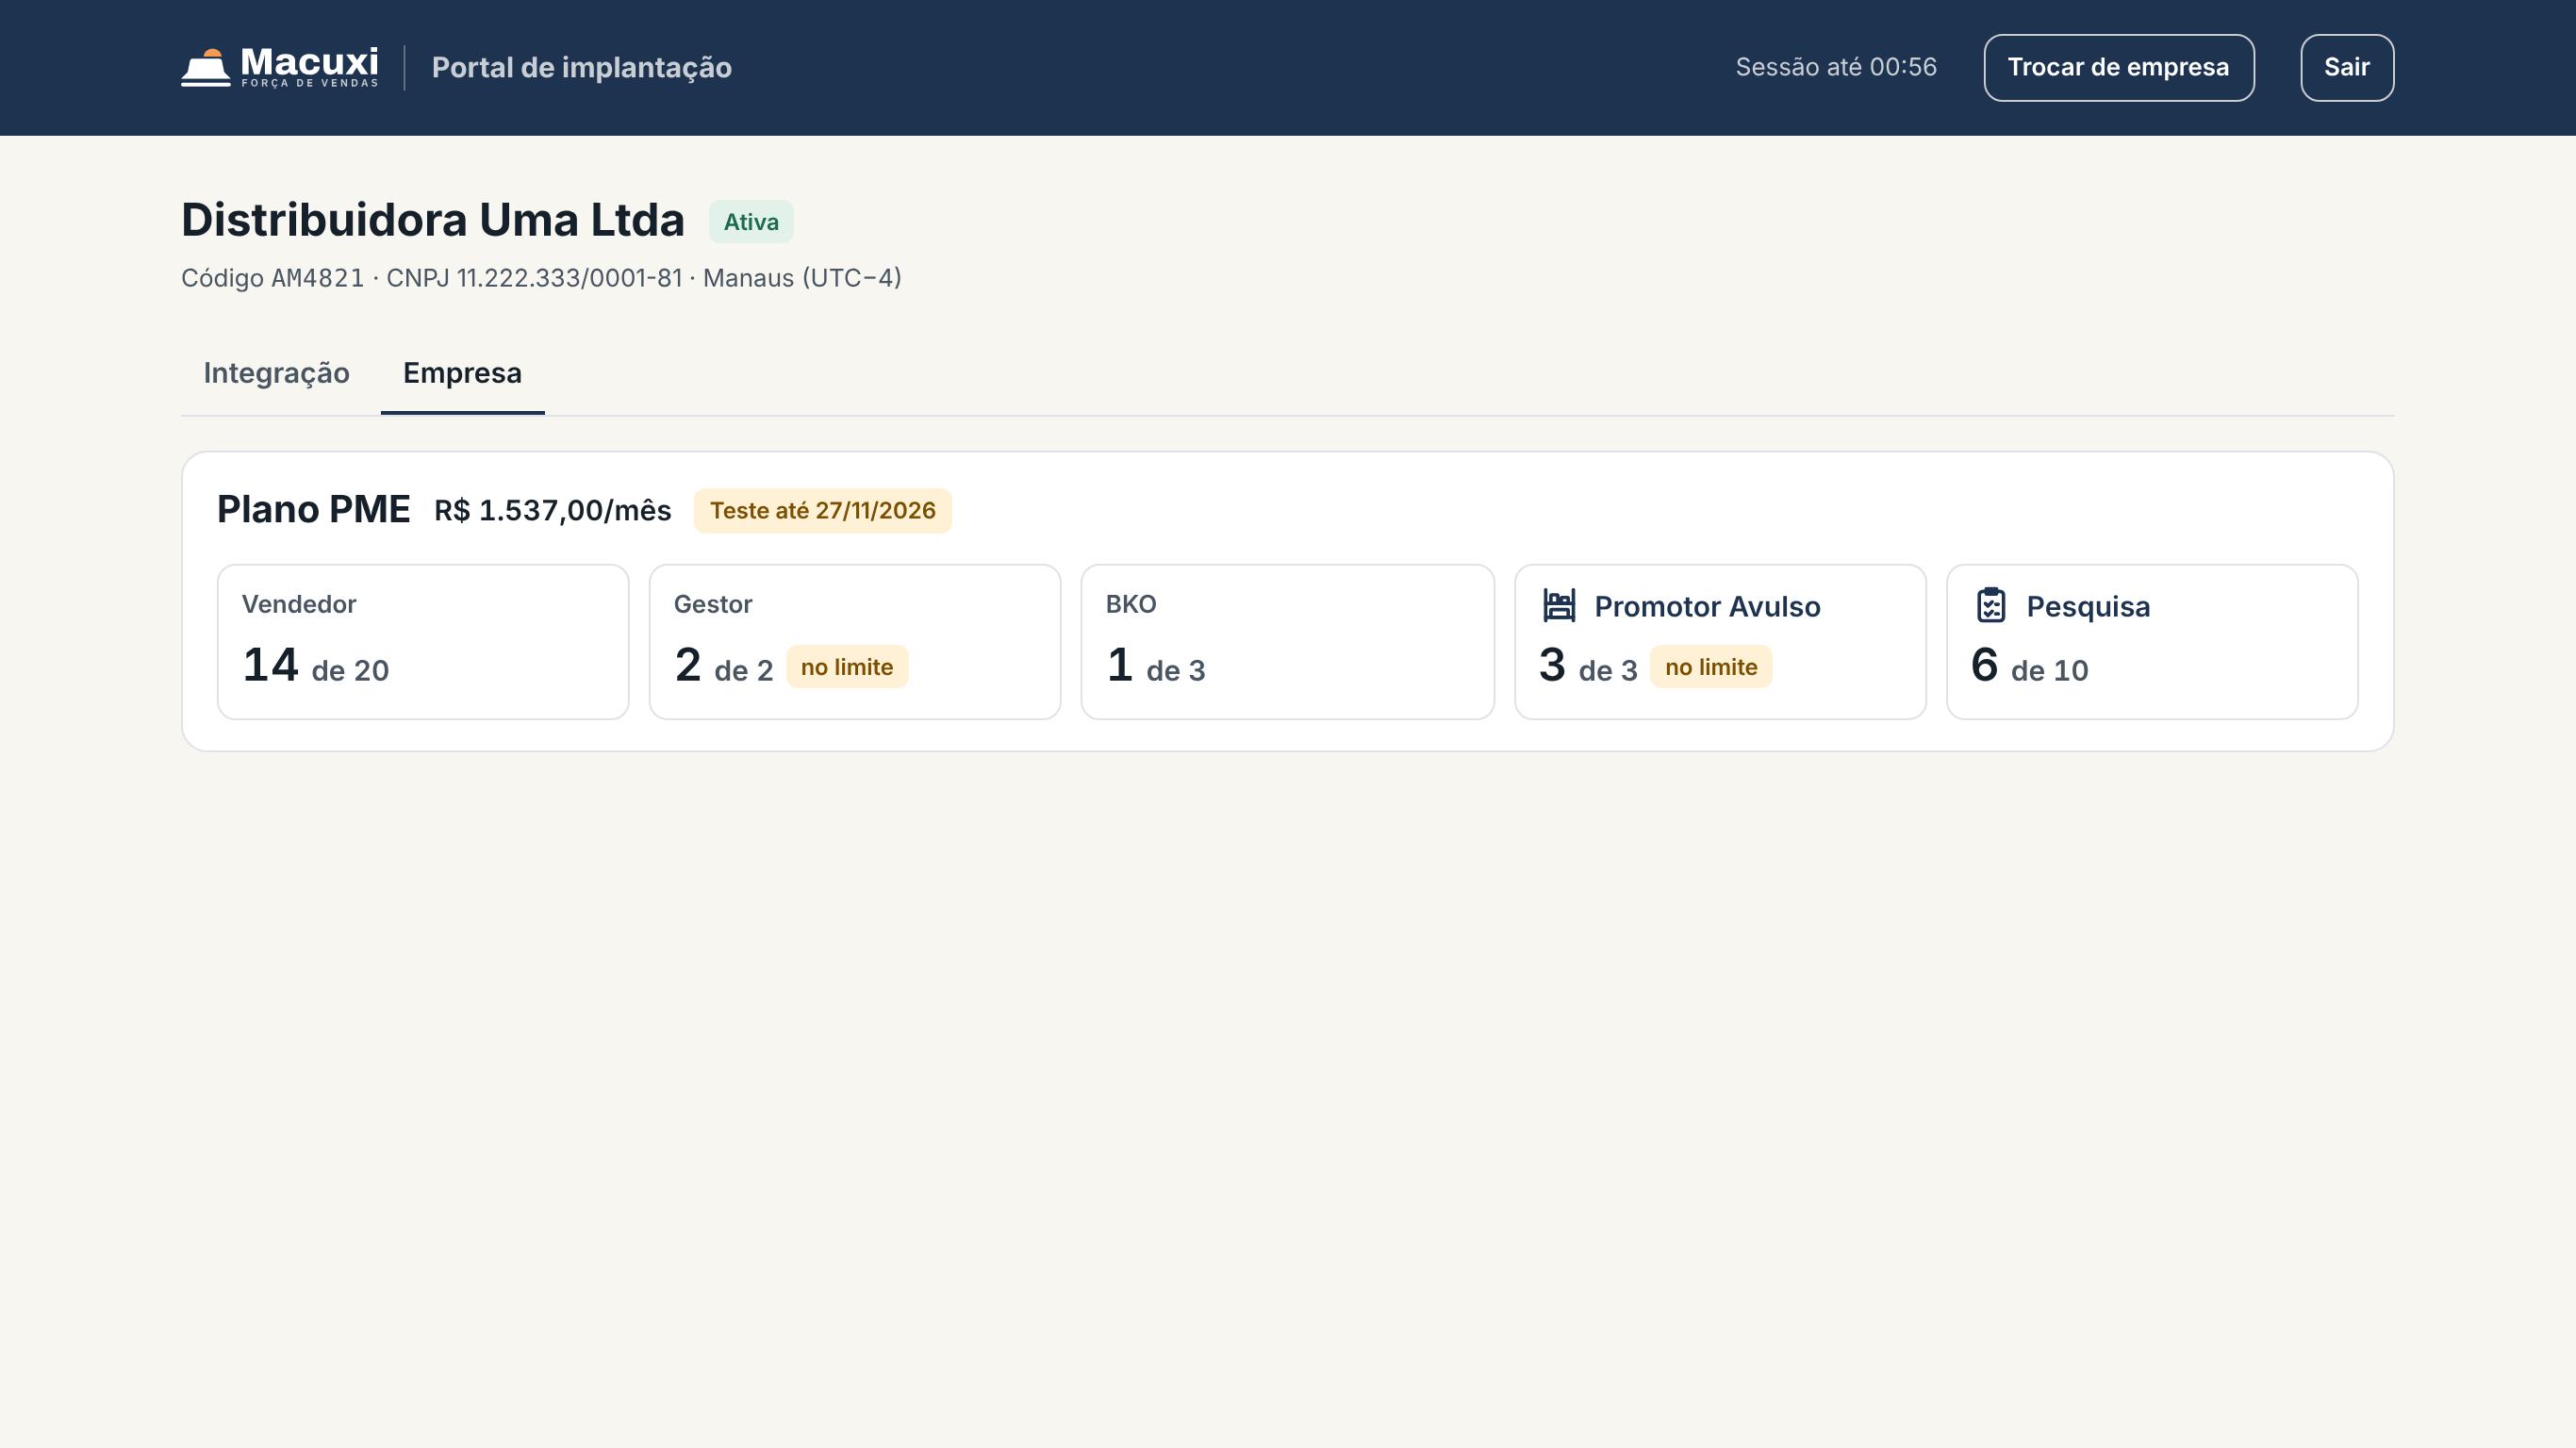 Macuxi
FORÇA DE VENDAS
Portal de implantação
Sessão até 00:56
Trocar de empresa
Sair
Distribuidora Uma Ltda
Ativa
Código AM4821 · CNPJ 11.222.333/0001-81 · Manaus (UTC−4)
Integração
Empresa
Plano PME
R$ 1.537,00/mês
Teste até 27/11/2026
Vendedor
14 de 20
Gestor
2 de 2
no limite
BKO
1 de 3
Promotor Avulso
3 de 3
no limite
Pesquisa
6 de 10